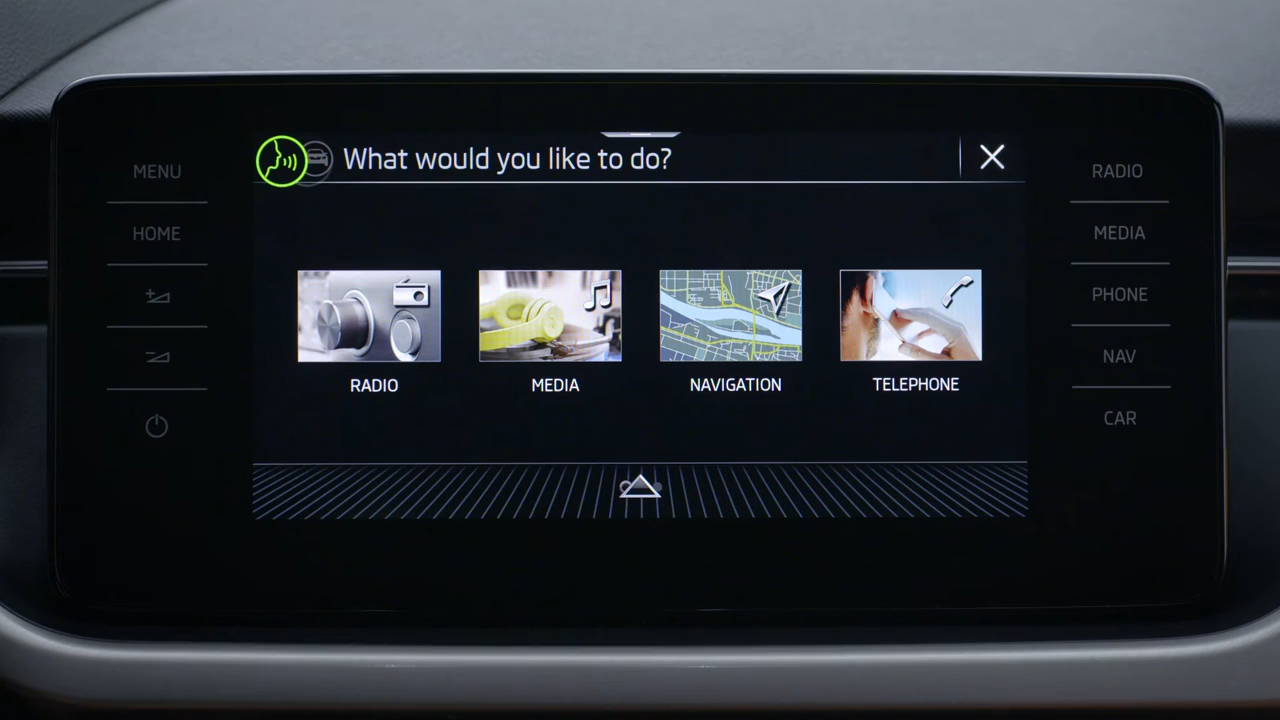 What would you like to do?
MENU
HOME
RADIO
MEDIA
NAVIGATION
TELEPHONE
RADIO
MEDIA
PHONE
NAV
CAR